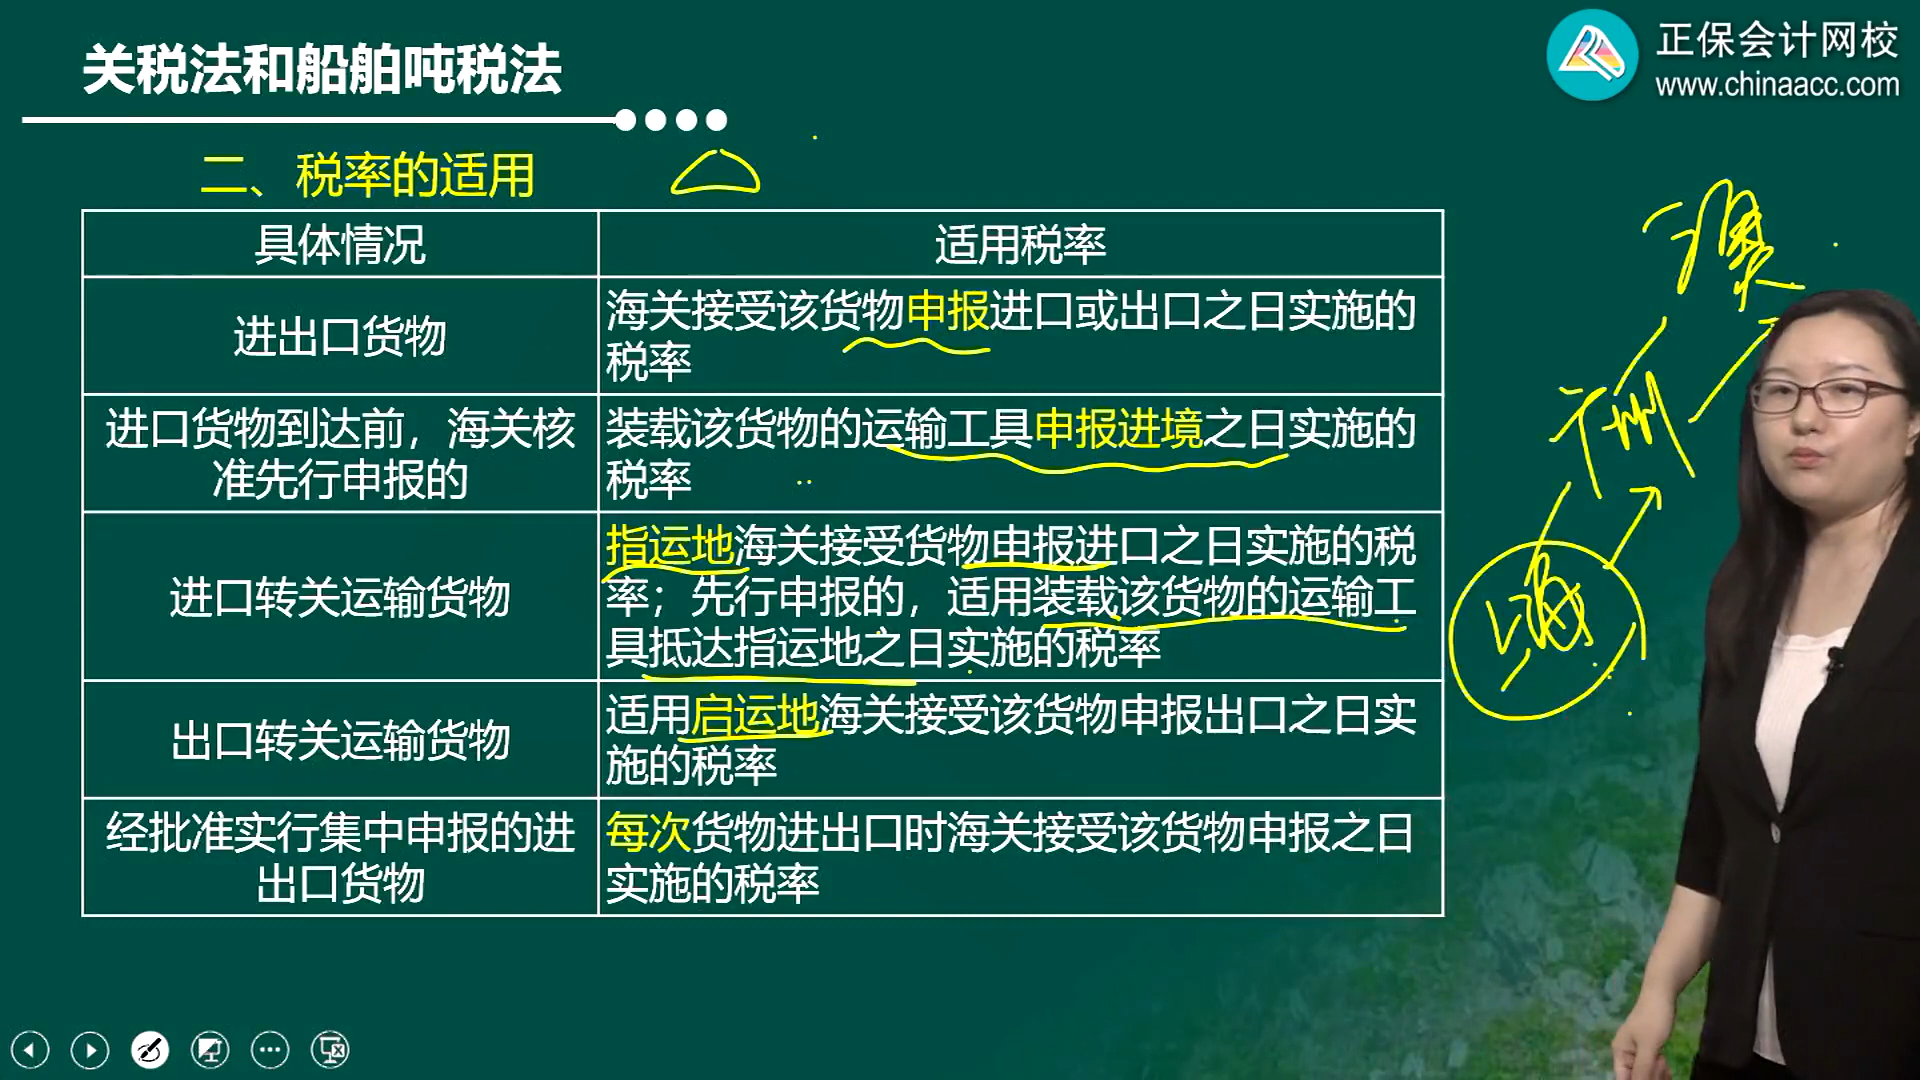 关税法和船舶吨税法
正保会计网校
www.chinaacc.com
二、税率的适用
具体情况
适用税率
进出口货物
海关接受该货物申报进口或出口之日实施的
税率
进口货物到达前，海关核
准先行申报的
装载该货物的运输工具申报进境之日实施的
税率
进口转关运输货物
指运地海关接受货物申报进口之日实施的税
率；先行申报的，适用装载该货物的运输工
具抵达指运地之日实施的税率
出口转关运输货物
适用启运地海关接受该货物申报出口之日实
施的税率
经批准实行集中申报的进
出口货物
每次货物进出口时海关接受该货物申报之日
实施的税率
广州